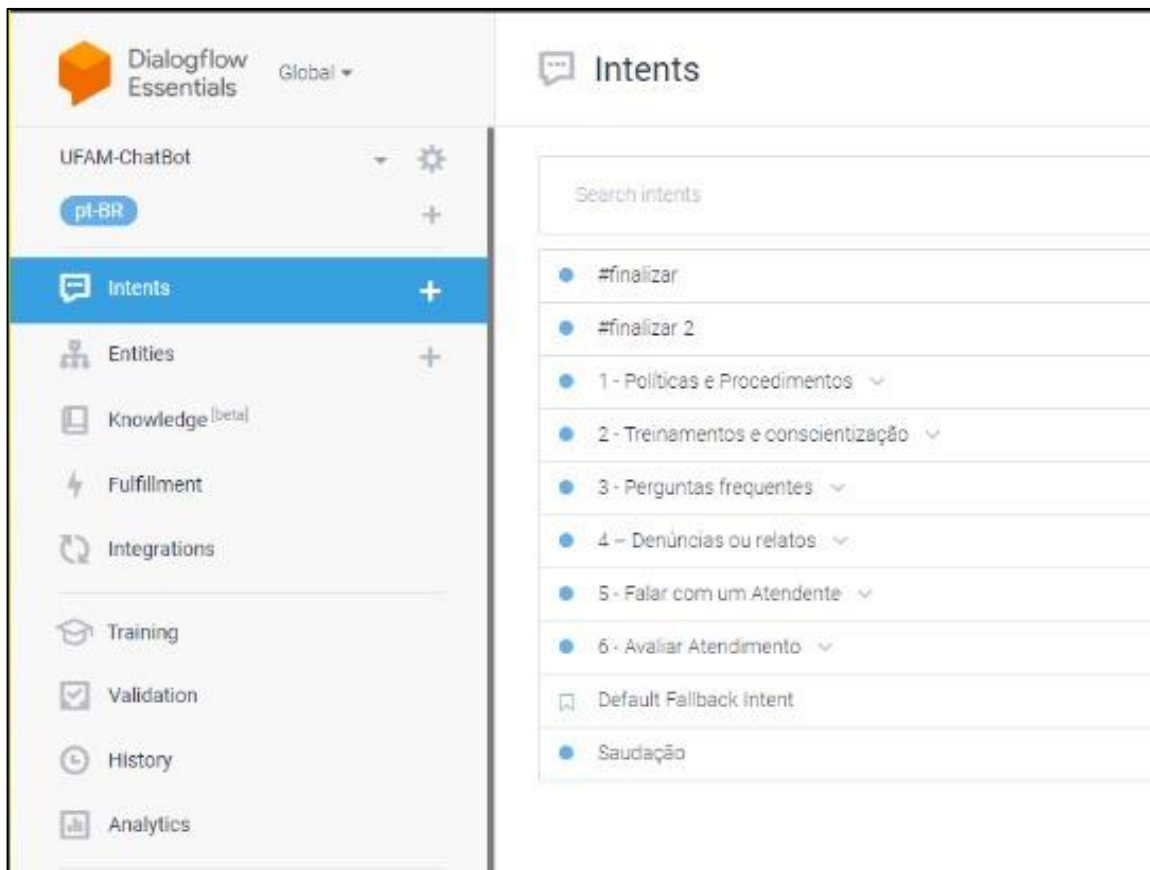 Dialogflow
Essentials
Global
UFAM-ChatBot
pt-BR
Intents
Entities
Knowledge [beta]
Fulfillment
Integrations
Training
Validation
History
Analytics
Intents
Search intents
#finalizar
#finalizar 2
1 - Políticas e Procedimentos
2 - Treinamentos e conscientização
3 - Perguntas frequentes
4 – Denúncias ou relatos
5 - Falar com um Atendente
6 - Avaliar Atendimento
Default Fallback Intent
Saudação